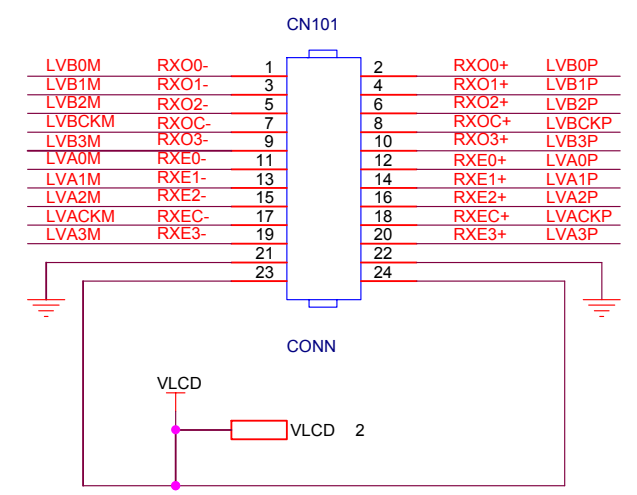 CN101
LVB0M RXO0- 1 2 RXO0+ LVB0P
LVB1M RXO1- 3 4 RXO1+ LVB1P
LVB2M RXO2- 5 6 RXO2+ LVB2P
LVBCKM RXOC- 7 8 RXOC+ LVBCKP
LVB3M RXO3- 9 10 RXO3+ LVB3P
LVA0M RXE0- 11 12 RXE0+ LVA0P
LVA1M RXE1- 13 14 RXE1+ LVA1P
LVA2M RXE2- 15 16 RXE2+ LVA2P
LVACKM RXEC- 17 18 RXEC+ LVACKP
LVA3M RXE3- 19 20 RXE3+ LVA3P
21 22
23 24
CONN
VLCD
VLCD 2